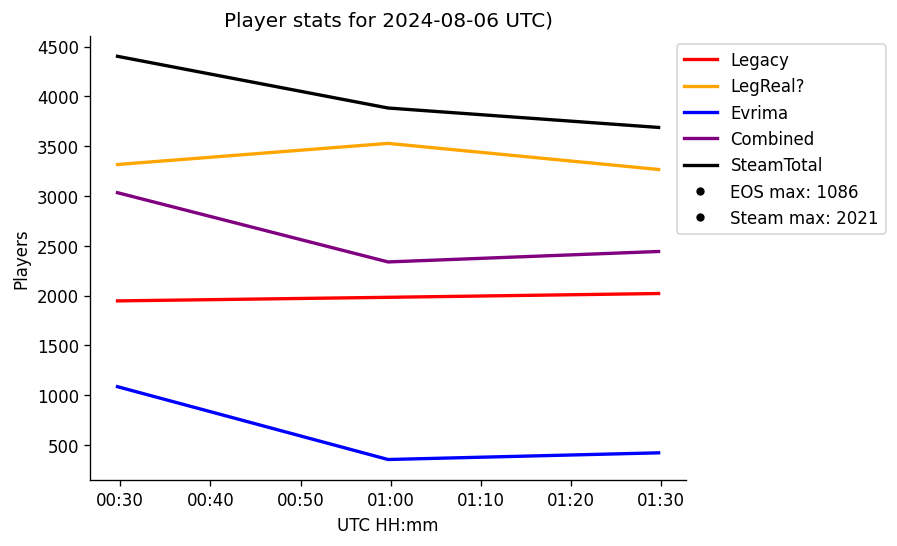 Player stats for 2024-08-06 UTC)
Players
4500
4000
3500
3000
2500
2000
1500
1000
500
00:30 00:40 00:50 01:00 01:10 01:20 01:30
UTC HH:mm
Legacy
LegReal?
Evrima
Combined
SteamTotal
EOS max: 1086
Steam max: 2021